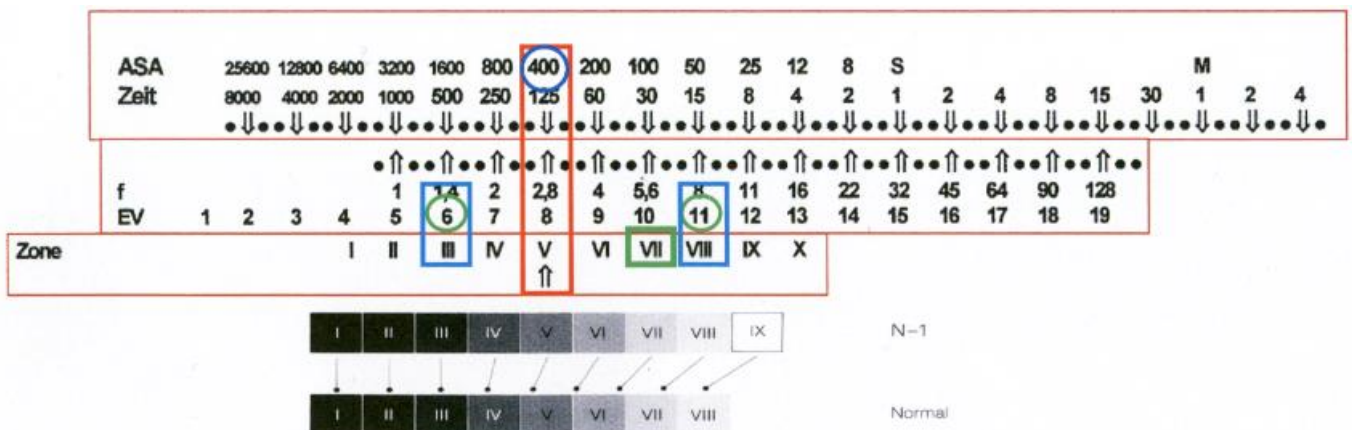 ASA 25600 12800 6400 3200 1600 800 400 200 100 50 25 12 8 S M
Zeit 8000 4000 2000 1000 500 250 125 60 30 15 8 4 2 1 2 4 8 15 30 1 2 4
f 1 1,4 2 2,8 4 5,6 8 11 16 22 32 45 64 90 128
EV 1 2 3 4 5 6 7 8 9 10 11 12 13 14 15 16 17 18 19
Zone I II III IV V VI VII VIII IX X
I II III IV V VI VII VIII IX N-1
I II III IV V VI VII VIII Normal